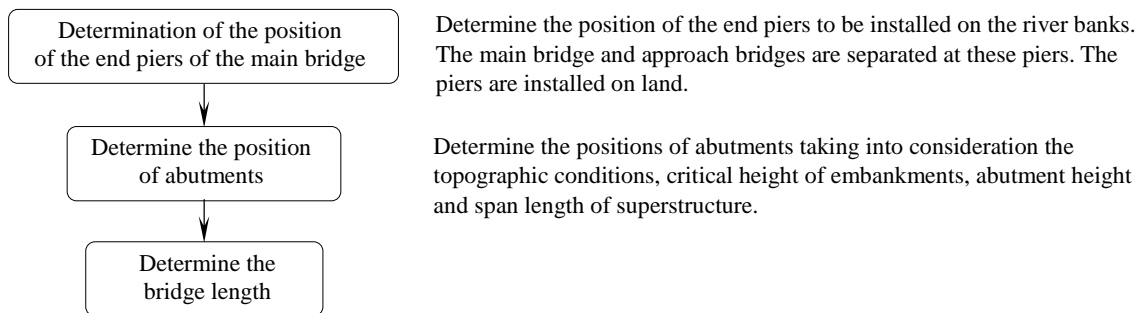 Determination of the position
of the end piers of the main bridge
Determine the position of the end piers to be installed on the river banks.
The main bridge and approach bridges are separated at these piers. The
piers are installed on land.
Determine the position
of abutments
Determine the positions of abutments taking into consideration the
topographic conditions, critical height of embankments, abutment height
and span length of superstructure.
Determine the
bridge length